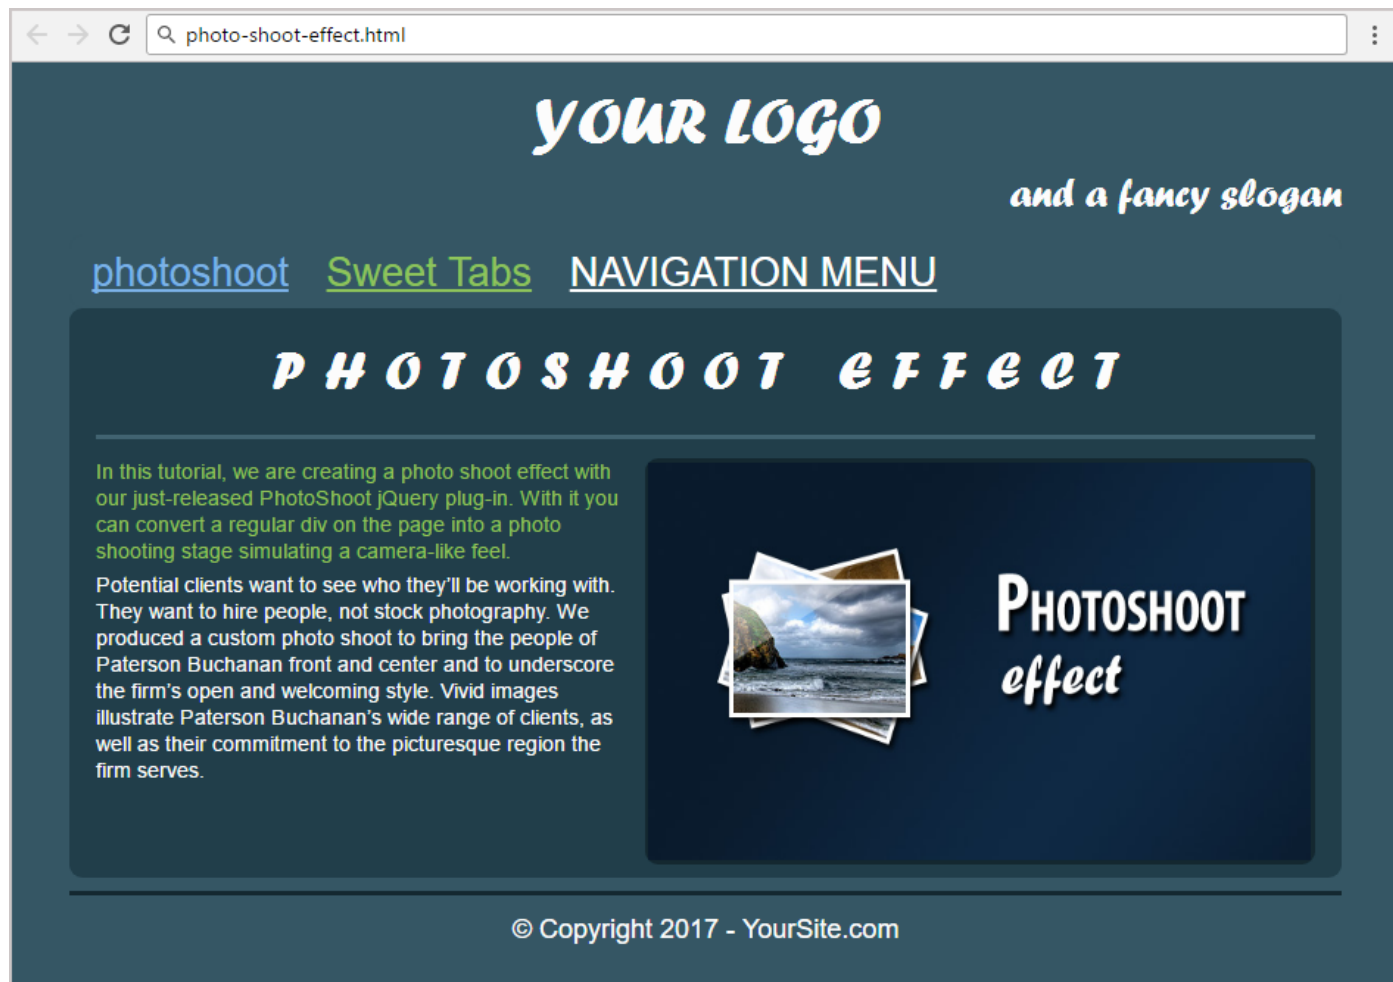 photo-shoot-effect.html
YOUR LOGO
and a fancy slogan
photoshoot Sweet Tabs NAVIGATION MENU
PHOTOSHOOT EFFECT
In this tutorial, we are creating a photo shoot effect with
our just-released PhotoShoot jQuery plug-in. With it you
can convert a regular div on the page into a photo
shooting stage simulating a camera-like feel.
Potential clients want to see who they’ll be working with.
They want to hire people, not stock photography. We
produced a custom photo shoot to bring the people of
Paterson Buchanan front and center and to underscore
the firm’s open and welcoming style. Vivid images
illustrate Paterson Buchanan’s wide range of clients, as
well as their commitment to the picturesque region the
firm serves.
PHOTOSHOOT
effect
© Copyright 2017 - YourSite.com